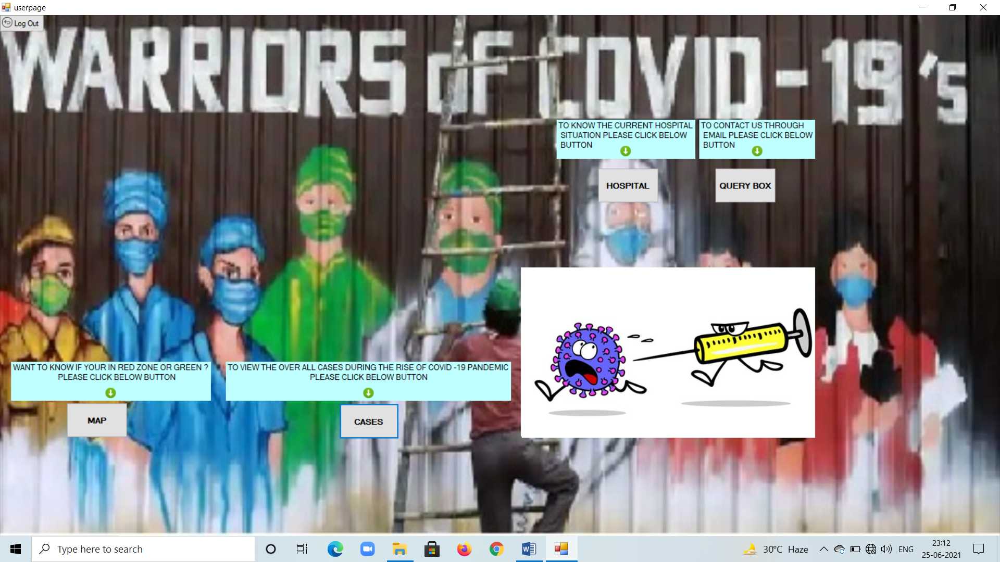 userpage
Log Out
WARRIORS of COVID-19's
TO KNOW THE CURRENT HOSPITAL
SITUATION PLEASE CLICK BELOW
BUTTON
TO CONTACT US THROUGH
EMAIL PLEASE CLICK BELOW
BUTTON
HOSPITAL
QUERY BOX
WANT TO KNOW IF YOUR IN RED ZONE OR GREEN ?
PLEASE CLICK BELOW BUTTON
TO VIEW THE OVER ALL CASES DURING THE RISE OF COVID -19 PANDEMIC
PLEASE CLICK BELOW BUTTON
MAP
CASES
Type here to search
30°C Haze
ENG
23:12
25-06-2021